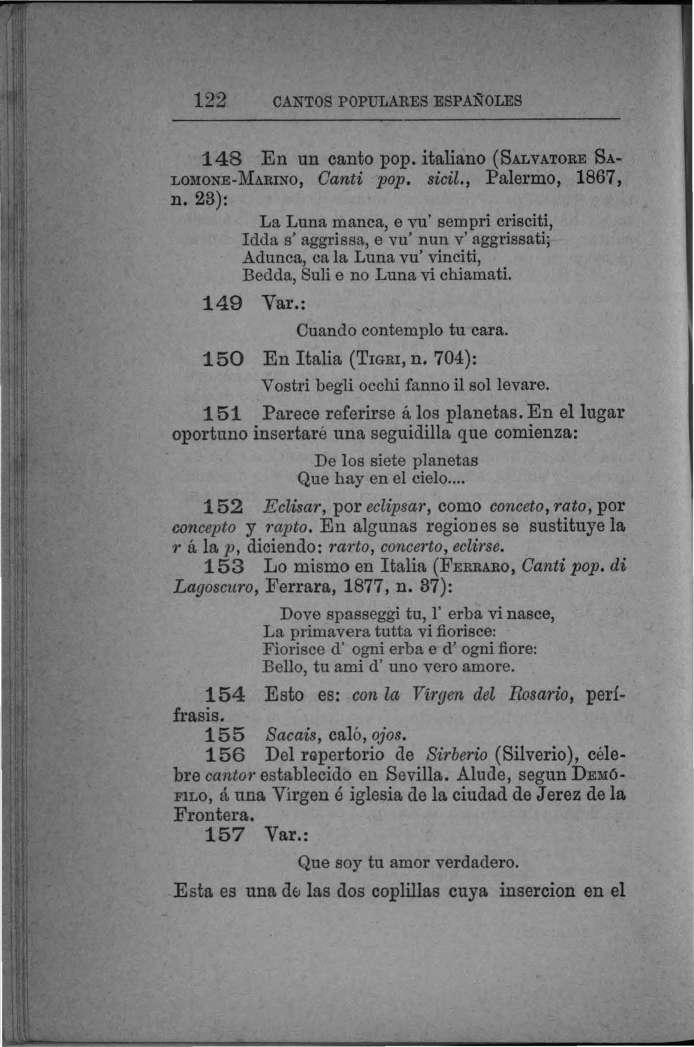 122 CANTOS POPULARES ESPAÑOLES
148 En un canto pop. italiano (SALVATORE SA-
LOMONE-MARINO, Canti pop. sicil., Palermo, 1867,
n. 23):
La Luna manca, e vu' sempri crisciti,
Idda s' aggrissa, e vu' nun v' aggrissati;
Adunca, ca la Luna vu' vinciti,
Bedda, Suli e no Luna vi chiamati.
149 Var.:
Cuando contemplo tu cara.
150 En Italia (TIGRI, n. 704):
Vostri begli occhi fanno il sol levare.
151 Parece referirse á los planetas. En el lugar
oportuno insertaré una seguidilla que comienza:
De los siete planetas
Que hay en el cielo....
152 Eclisar, por eclipsar, como conceto, rato, por
concepto y rapto. En algunas regiones se sustituye la
r á la p, diciendo: rarto, concerto, eclirse.
153 Lo mismo en Italia (FERRARO, Canti pop. di
Lagoscuro, Ferrara, 1877, n. 37):
Dove spasseggi tu, l' erba vi nasce,
La primavera tutta vi fiorisce:
Fiorisce d' ogni erba e d' ogni fiore:
Bello, tu ami d' uno vero amore.
154 Esto es: con la Vírgen del Rosario, perí-
frasis.
155 Sacais, caló, ojos.
156 Del repertorio de Sirberio (Silverio), céle-
bre cantor establecido en Sevilla. Alude, segun DEMÓ-
FILO, á una Vírgen é iglesia de la ciudad de Jerez de la
Frontera.
157 Var.:
Que soy tu amor verdadero.
Esta es una de las dos coplillas cuya insercion en el